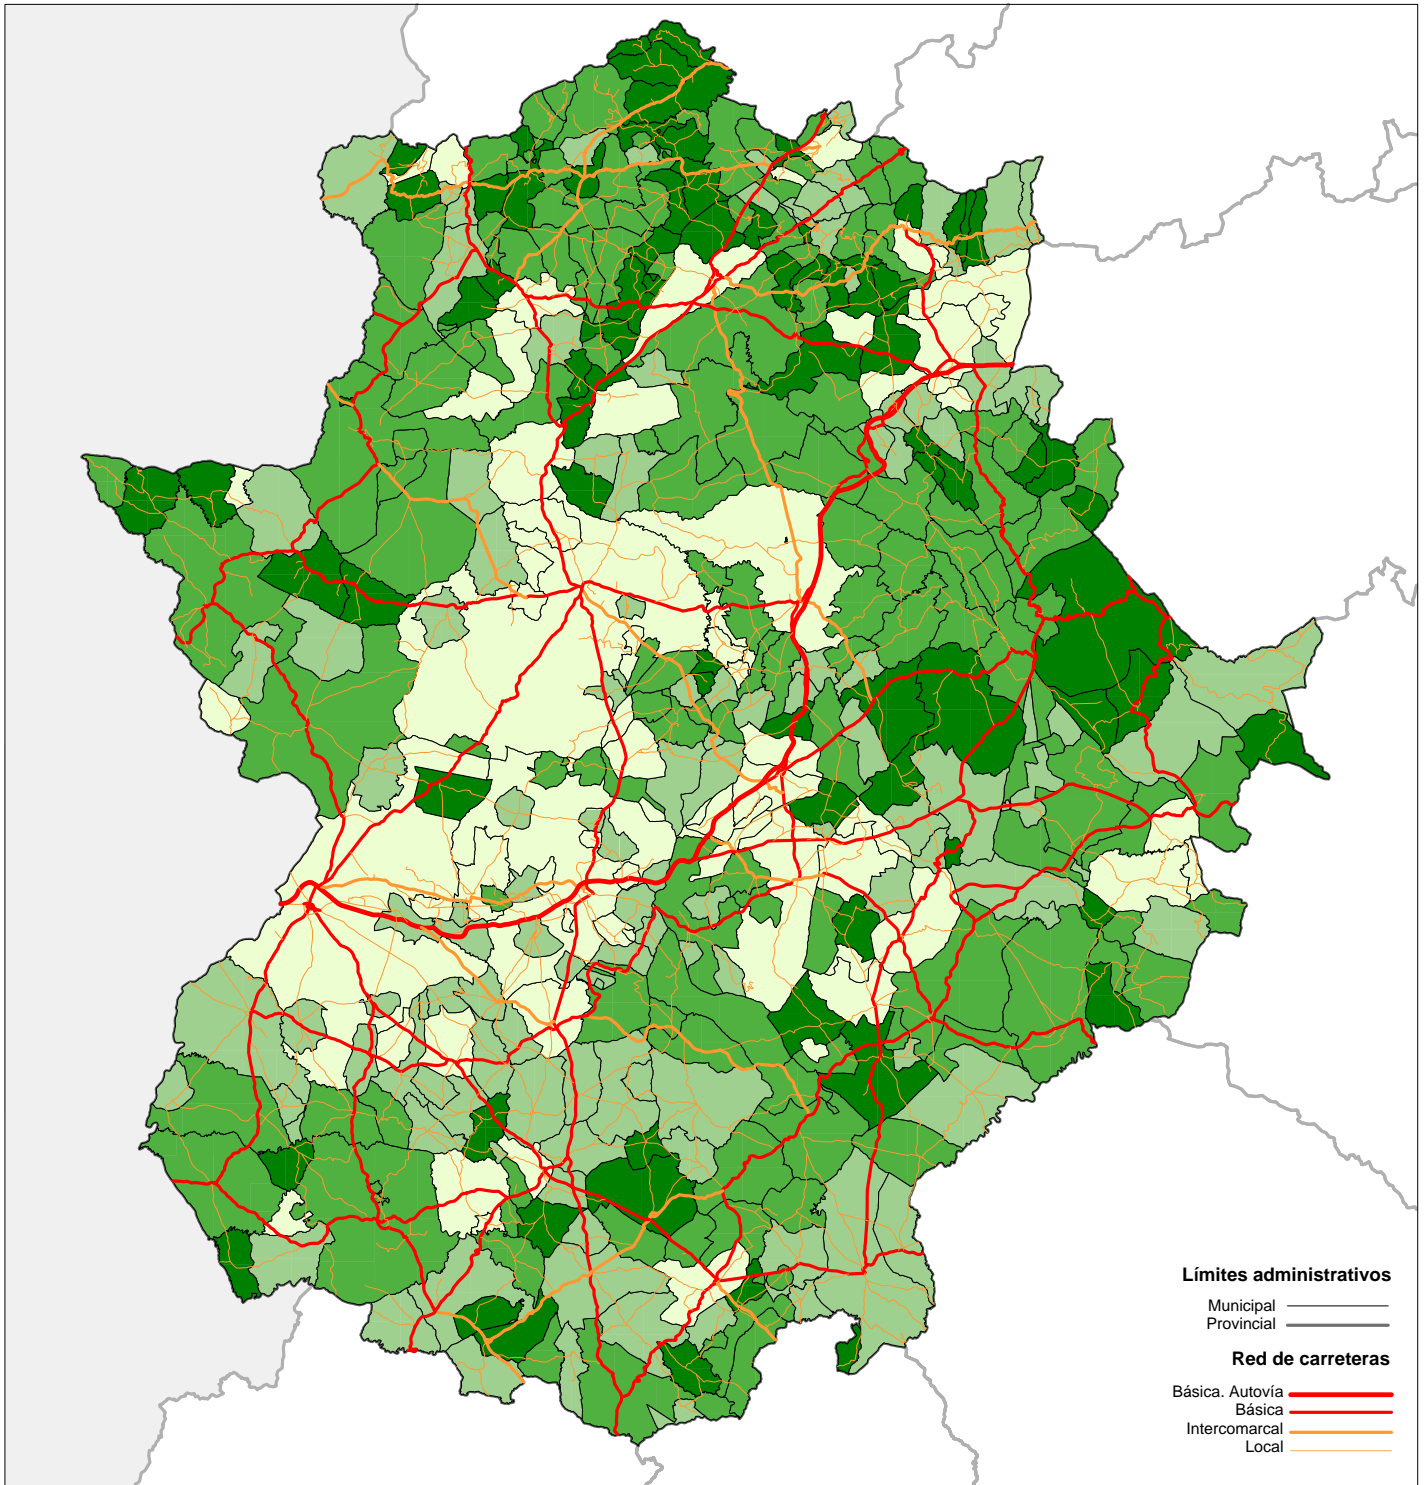 Límites administrativos
Municipal
Provincial
Red de carreteras
Básica. Autovía
Básica
Intercomarcal
Local